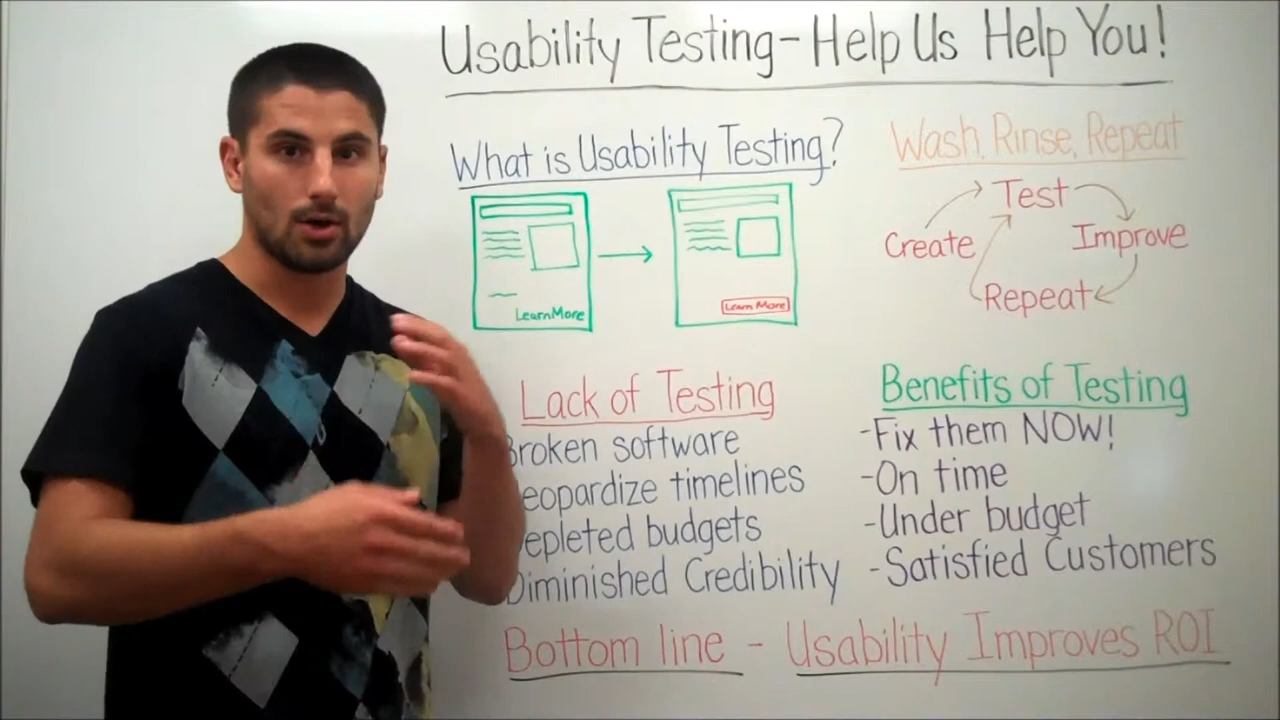 Usability Testing - Help Us Help You!
What is Usability Testing?
Learn More
Learn More
Wash, Rinse, Repeat
Test
Create
Improve
Repeat
Lack of Testing
Broken software
eopardize timelines
epleted budgets
Diminished Credibility
Benefits of Testing
-Fix them NOW!
-On time
-Under budget
-Satisfied Customers
Bottom line - Usability Improves ROI